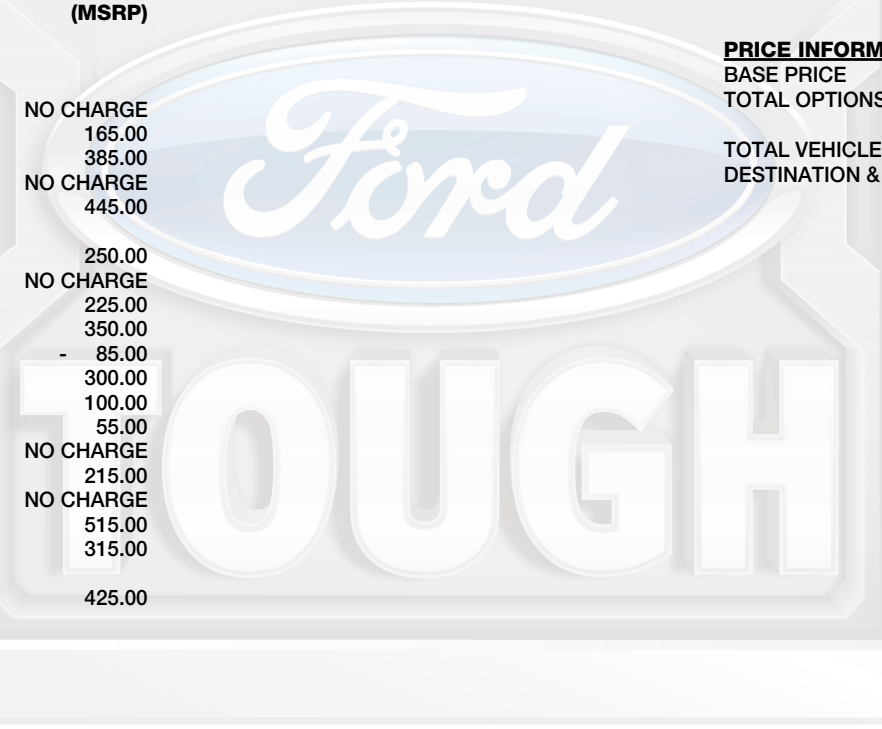 (MSRP)
NO CHARGE
165.00
385.00
NO CHARGE
445.00
250.00
NO CHARGE
225.00
350.00
- 85.00
300.00
100.00
55.00
NO CHARGE
215.00
NO CHARGE
515.00
315.00
425.00
PRICE INFORM
BASE PRICE
TOTAL OPTIONS
TOTAL VEHICLE
DESTINATION &
Ford
TOUGH